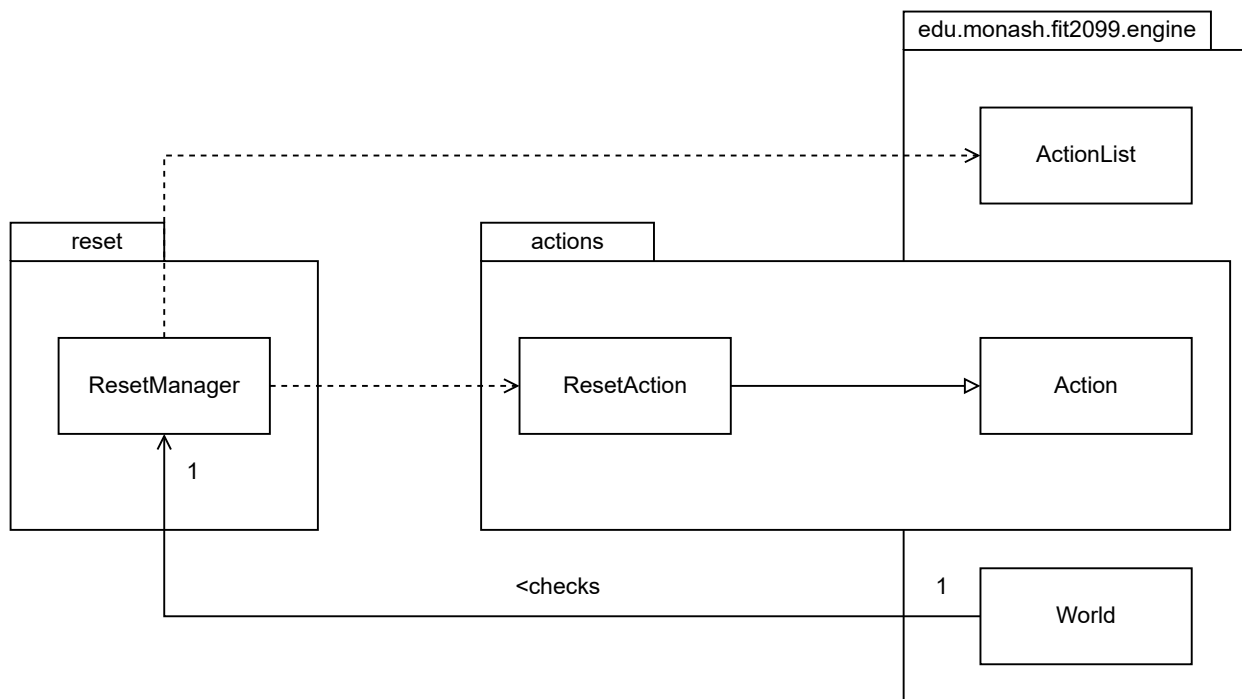 edu.monash.fit2099.engine
ActionList
reset
actions
ResetManager
ResetAction
Action
1
<checks
1
World